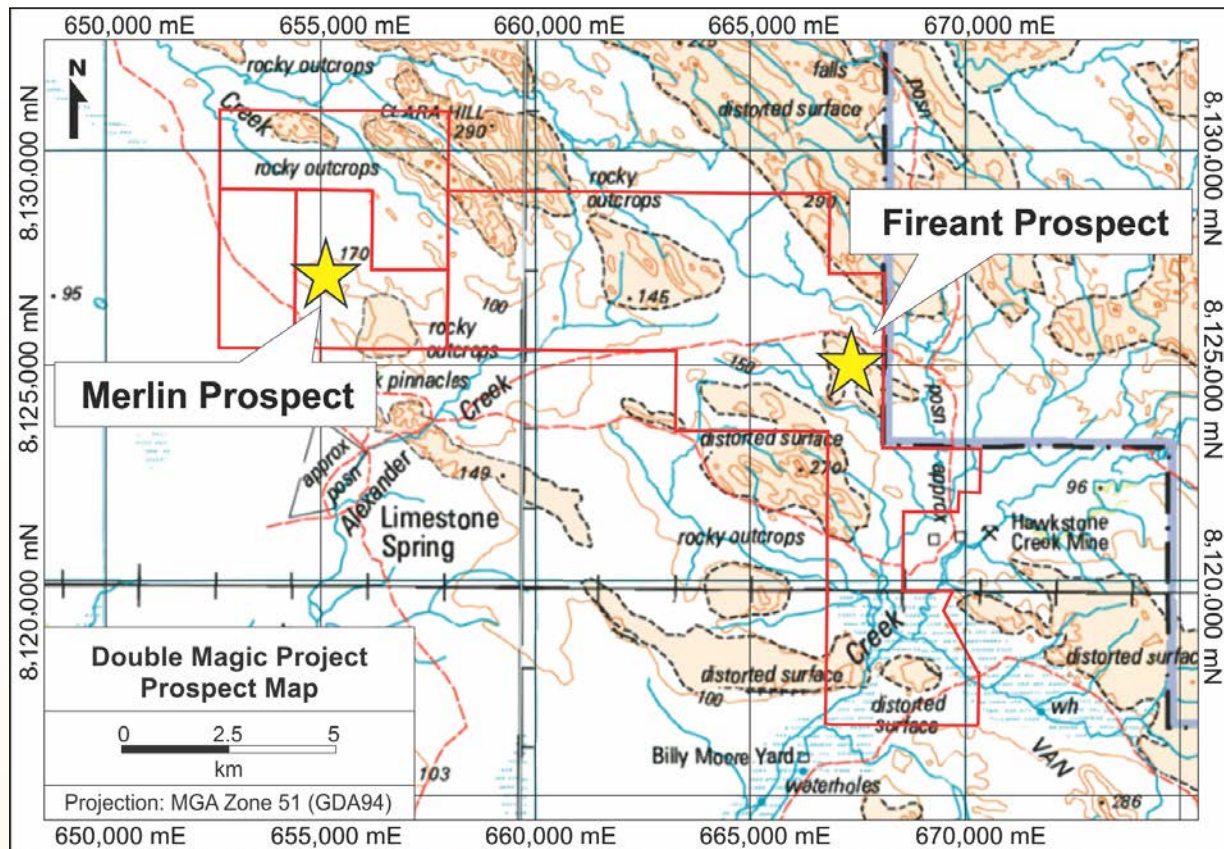 650,000 mE
655,000 mE
660,000 mE
665,000 mE
670,000 mE
N
rocky outcrops
225
falls
posn
Creek
CLARA HILL
290
distorted surface
8,130,000 mN
8,130,000 mN
rocky outcrops
rocky
outcrops
290
Fireant Prospect
170
95
100
146
rocky
outcrops
150
8,125,000 mN
8,125,000 mN
Merlin Prospect
k pinnacles
Creek
posn
distorted surface
270
approx
posn
149
approx
96
Alexander
Limestone
Spring
rocky outcrops
Hawkstone
Creek Mine
8,120,000 mN
8,120,000 mN
Creek
Double Magic Project
Prospect Map
distorted surface
distorted surfac
100
distorted
surface
wh
0
2.5
5
km
Billy Moore Yard
VAN
103
waterholes
286
Projection: MGA Zone 51 (GDA94)
650,000 mE
655,000 mE
660,000 mE
665,000 mE
670,000 mE